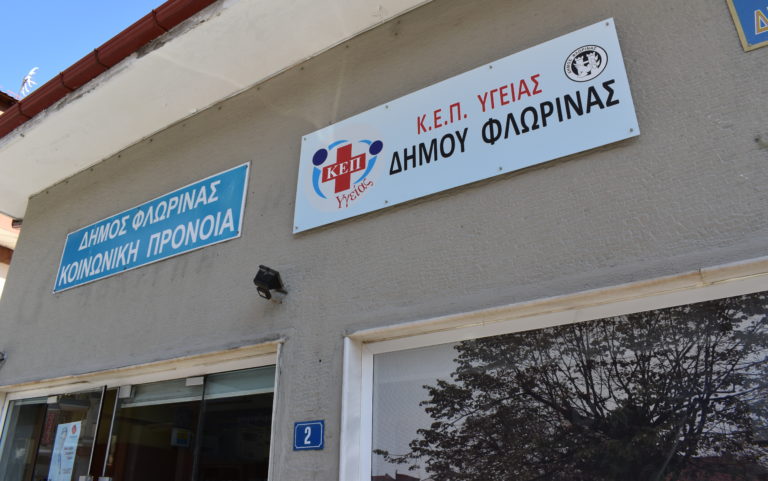 ΔΗΜΟΣ ΦΛΩΡΙΝΑΣ
ΚΟΙΝΩΝΙΚΗ ΠΡΟΝΟΙΑ
ΚΕΠ
Υγείας
Κ.Ε.Π. ΥΓΕΙΑΣ
ΔΗΜΟΥ ΦΛΩΡΙΝΑΣ
2